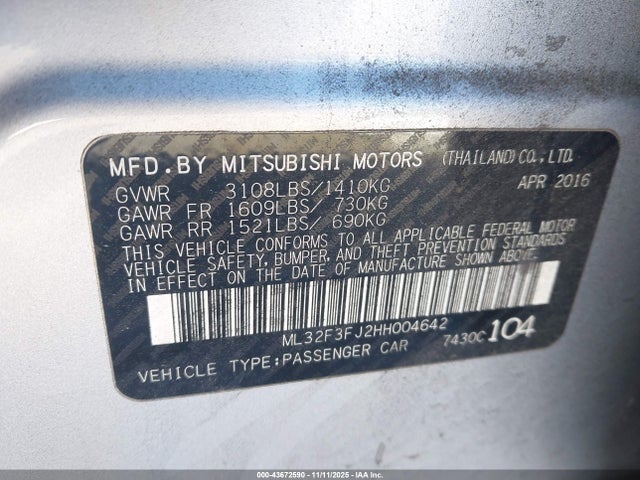 MFD.BY MITSUBISHI MOTORS (THAILAND)CO.,LTD.
GVWR 3108LBS/1410KG APR 2016
GAWR FR 1609LBS/ 730KG
GAWR RR 1521LBS/ 690KG
THIS VEHICLE CONFORMS TO ALL APPLICABLE FEDERAL MOTOR
VEHICLE SAFETY, BUMPER, AND THEFT PREVENTION STANDARDS
IN EFFECT ON THE DATE OF MANUFACTURE SHOWN ABOVE.
ML32F3FJ2HH004642
7430C 104
VEHICLE TYPE:PASSENGER CAR
000-43672590 - 11/11/2025 - IAA Inc.